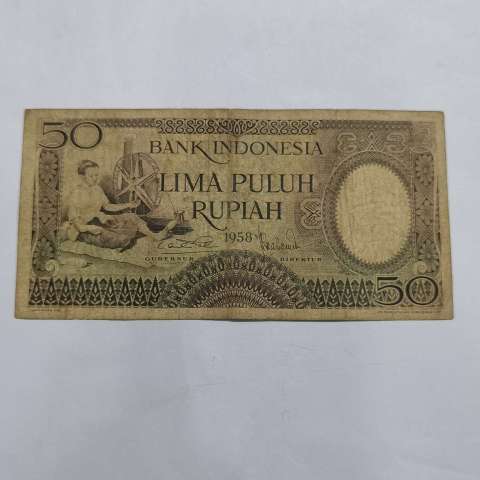 50
BANK INDONESIA
LIMA PULUH
RUPIAH
1958
GUBERNUR DIREKTUR
50